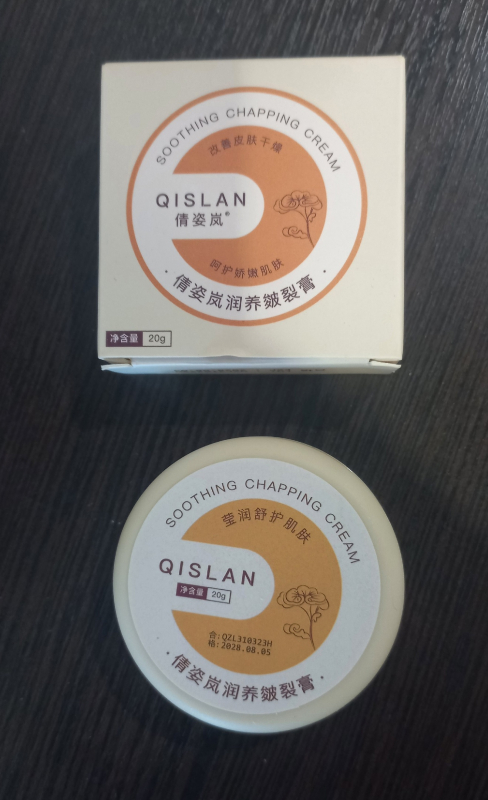 SOOTHING CHAPPING CREAM
改善皮肤干燥
QISLAN
倩姿岚®
呵护娇嫩肌肤
· 倩姿岚润养皴裂膏 ·
净含量 20g
SOOTHING CHAPPING CREAM
莹润舒护肌肤
QISLAN
净含量 20g
合:QZL310323H
格:2028.08.05
· 倩姿岚润养皴裂膏 ·